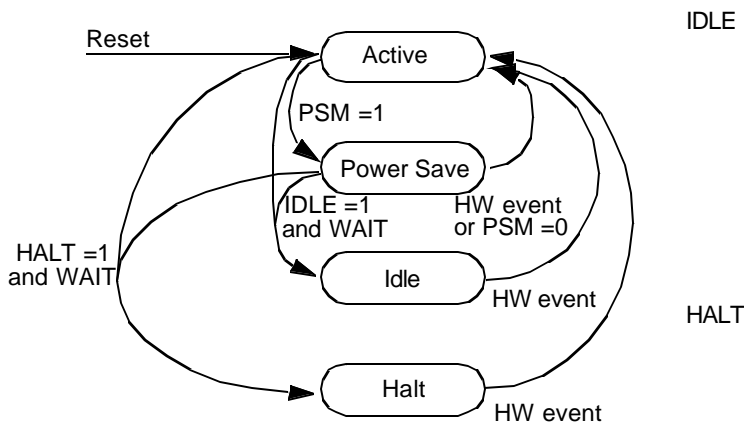 IDLE
Reset
Active
PSM =1
Power Save
IDLE =1
and WAIT
HW event
or PSM =0
HALT =1
and WAIT
Idle
HW event
HALT
Halt
HW event